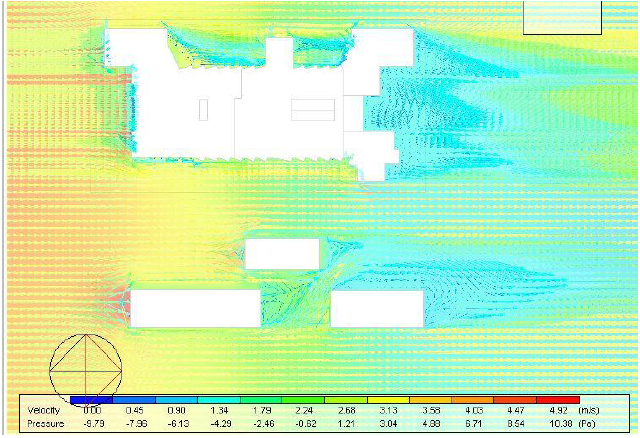 Velocity 0.00 0.45 0.90 1.34 1.79 2.24 2.68 3.13 3.58 4.03 4.47 4.92 (m/s)
Pressure -9.79 -7.96 -6.13 -4.29 -2.46 -0.62 1.21 3.04 4.88 6.71 8.54 10.38 (Pa)